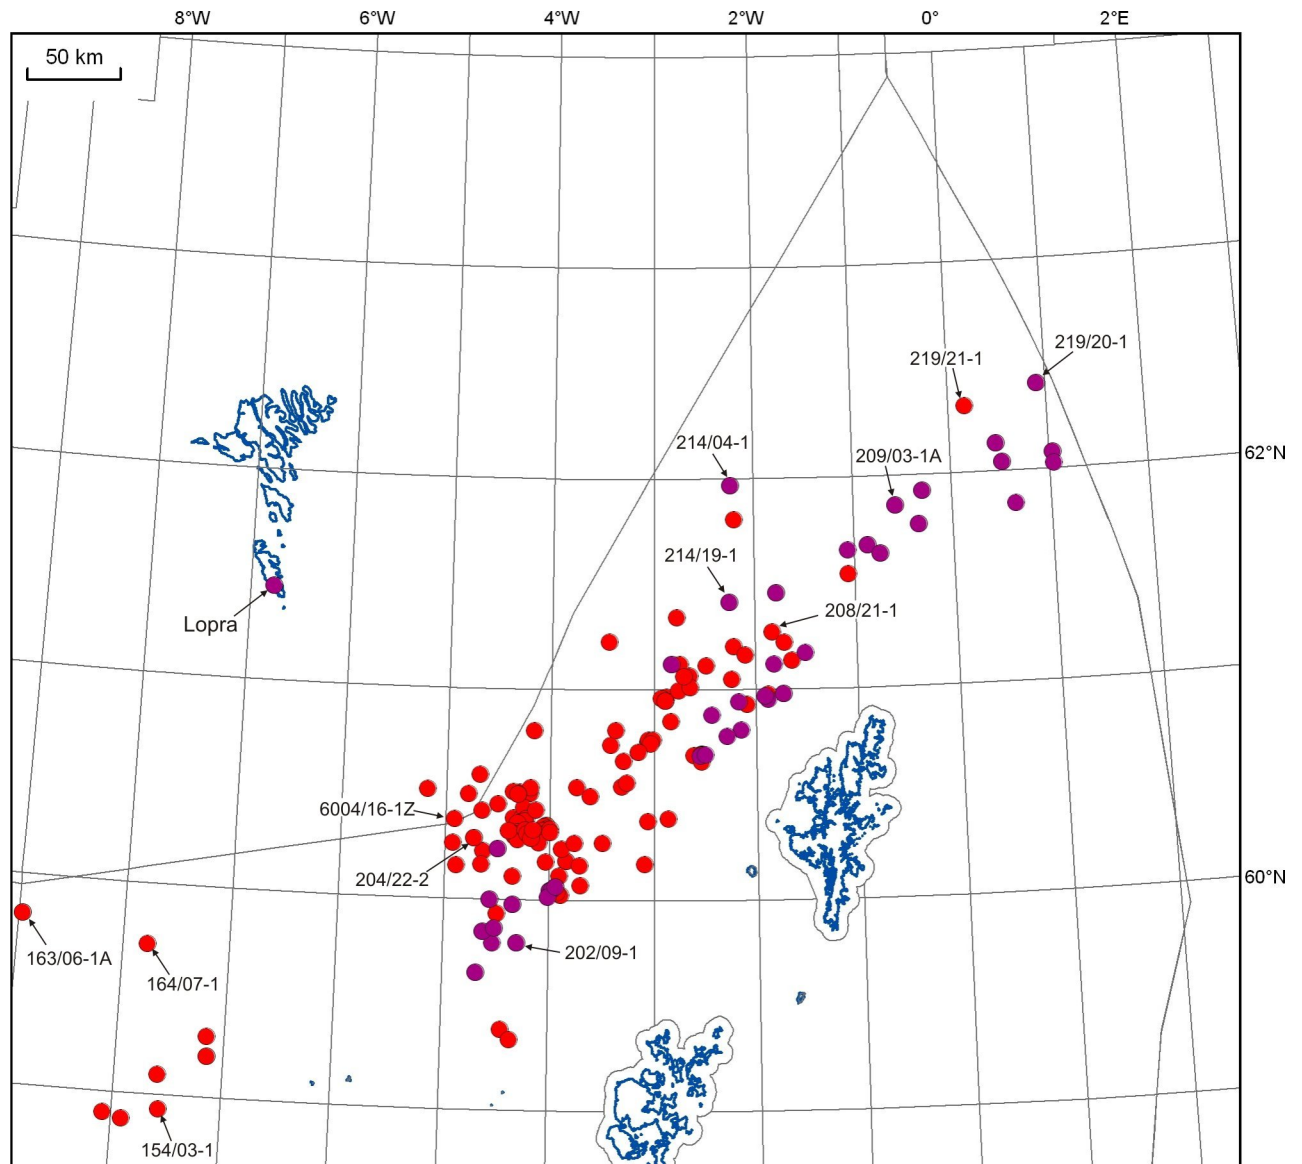 8°W 6°W 4°W 2°W 0° 2°E
50 km
219/20-1
219/21-1
214/04-1
209/03-1A
62°N
214/19-1
208/21-1
Lopra
6004/16-1Z
204/22-2
60°N
202/09-1
163/06-1A
164/07-1
154/03-1